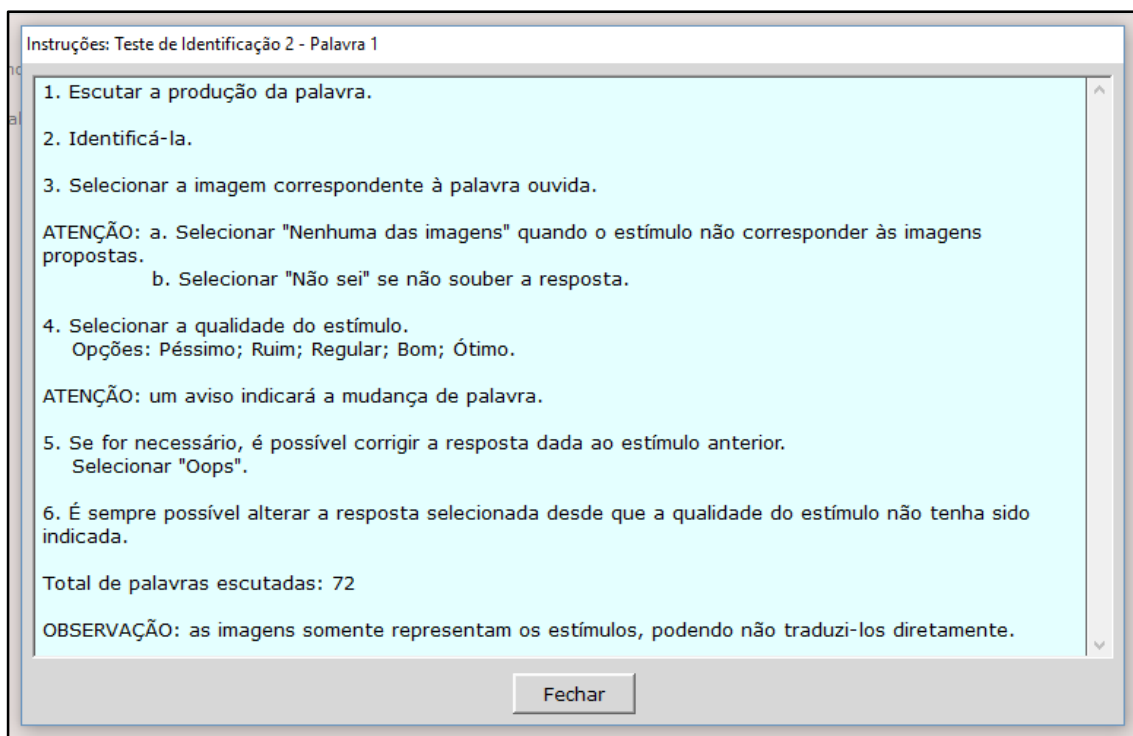 Instruções: Teste de Identificação 2 - Palavra 1
1. Escutar a produção da palavra.
2. Identificá-la.
3. Selecionar a imagem correspondente à palavra ouvida.
ATENÇÃO: a. Selecionar "Nenhuma das imagens" quando o estímulo não corresponder às imagens
propostas.
b. Selecionar "Não sei" se não souber a resposta.
4. Selecionar a qualidade do estímulo.
Opções: Péssimo; Ruim; Regular; Bom; Ótimo.
ATENÇÃO: um aviso indicará a mudança de palavra.
5. Se for necessário, é possível corrigir a resposta dada ao estímulo anterior.
Selecionar "Oops".
6. É sempre possível alterar a resposta selecionada desde que a qualidade do estímulo não tenha sido
indicada.
Total de palavras escutadas: 72
OBSERVAÇÃO: as imagens somente representam os estímulos, podendo não traduzi-los diretamente.
Fechar